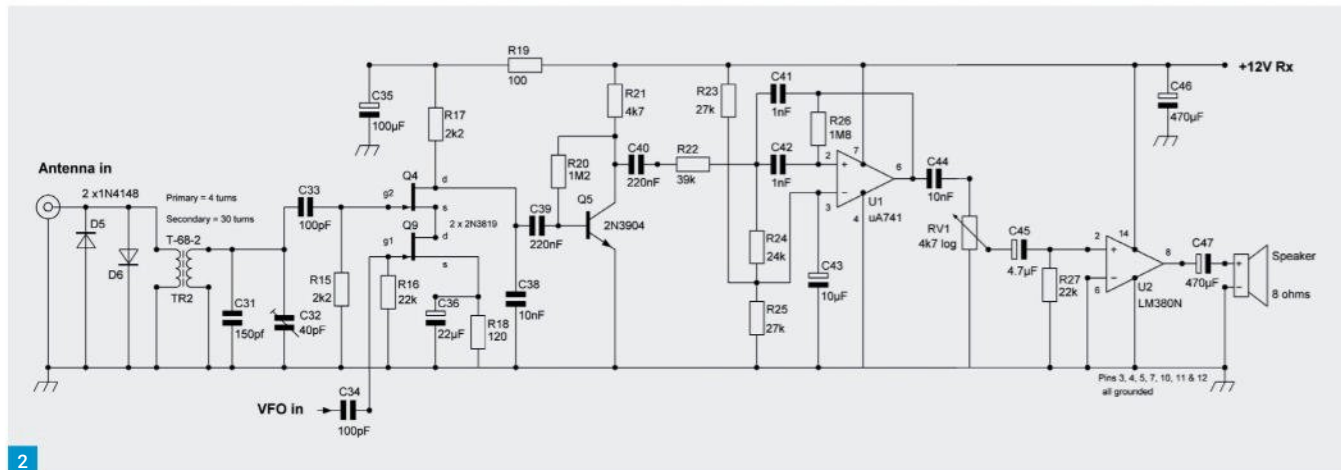 Antenna in
2 x1N4148
D5
D6
Primary = 4 turns
Secondary = 30 turns
T-68-2
TR2
C31
150pf
C32
40pF
C33
100pF
R15
2k2
VFO in
C34
100pF
C35
100µF
R17
2k2
R19
100
Q4
g2
d
s
Q9
g1
d
s
2 x 2N3819
R16
22k
C36
22µF
R18
120
C38
10nF
C39
220nF
R20
1M2
R21
4k7
Q5
2N3904
C40
220nF
R22
39k
R23
27k
R24
24k
R25
27k
C41
1nF
C42
1nF
R26
1M8
C43
10µF
2
+
−
3
7
4
6
U1
uA741
C44
10nF
RV1
4k7 log
C45
4.7µF
R27
22k
2
+
−
6
14
8
U2
LM380N
Pins 3, 4, 5, 7, 10, 11 & 12
all grounded
+12V Rx
C46
470µF
C47
470µF
+
−
Speaker
8 ohms
2